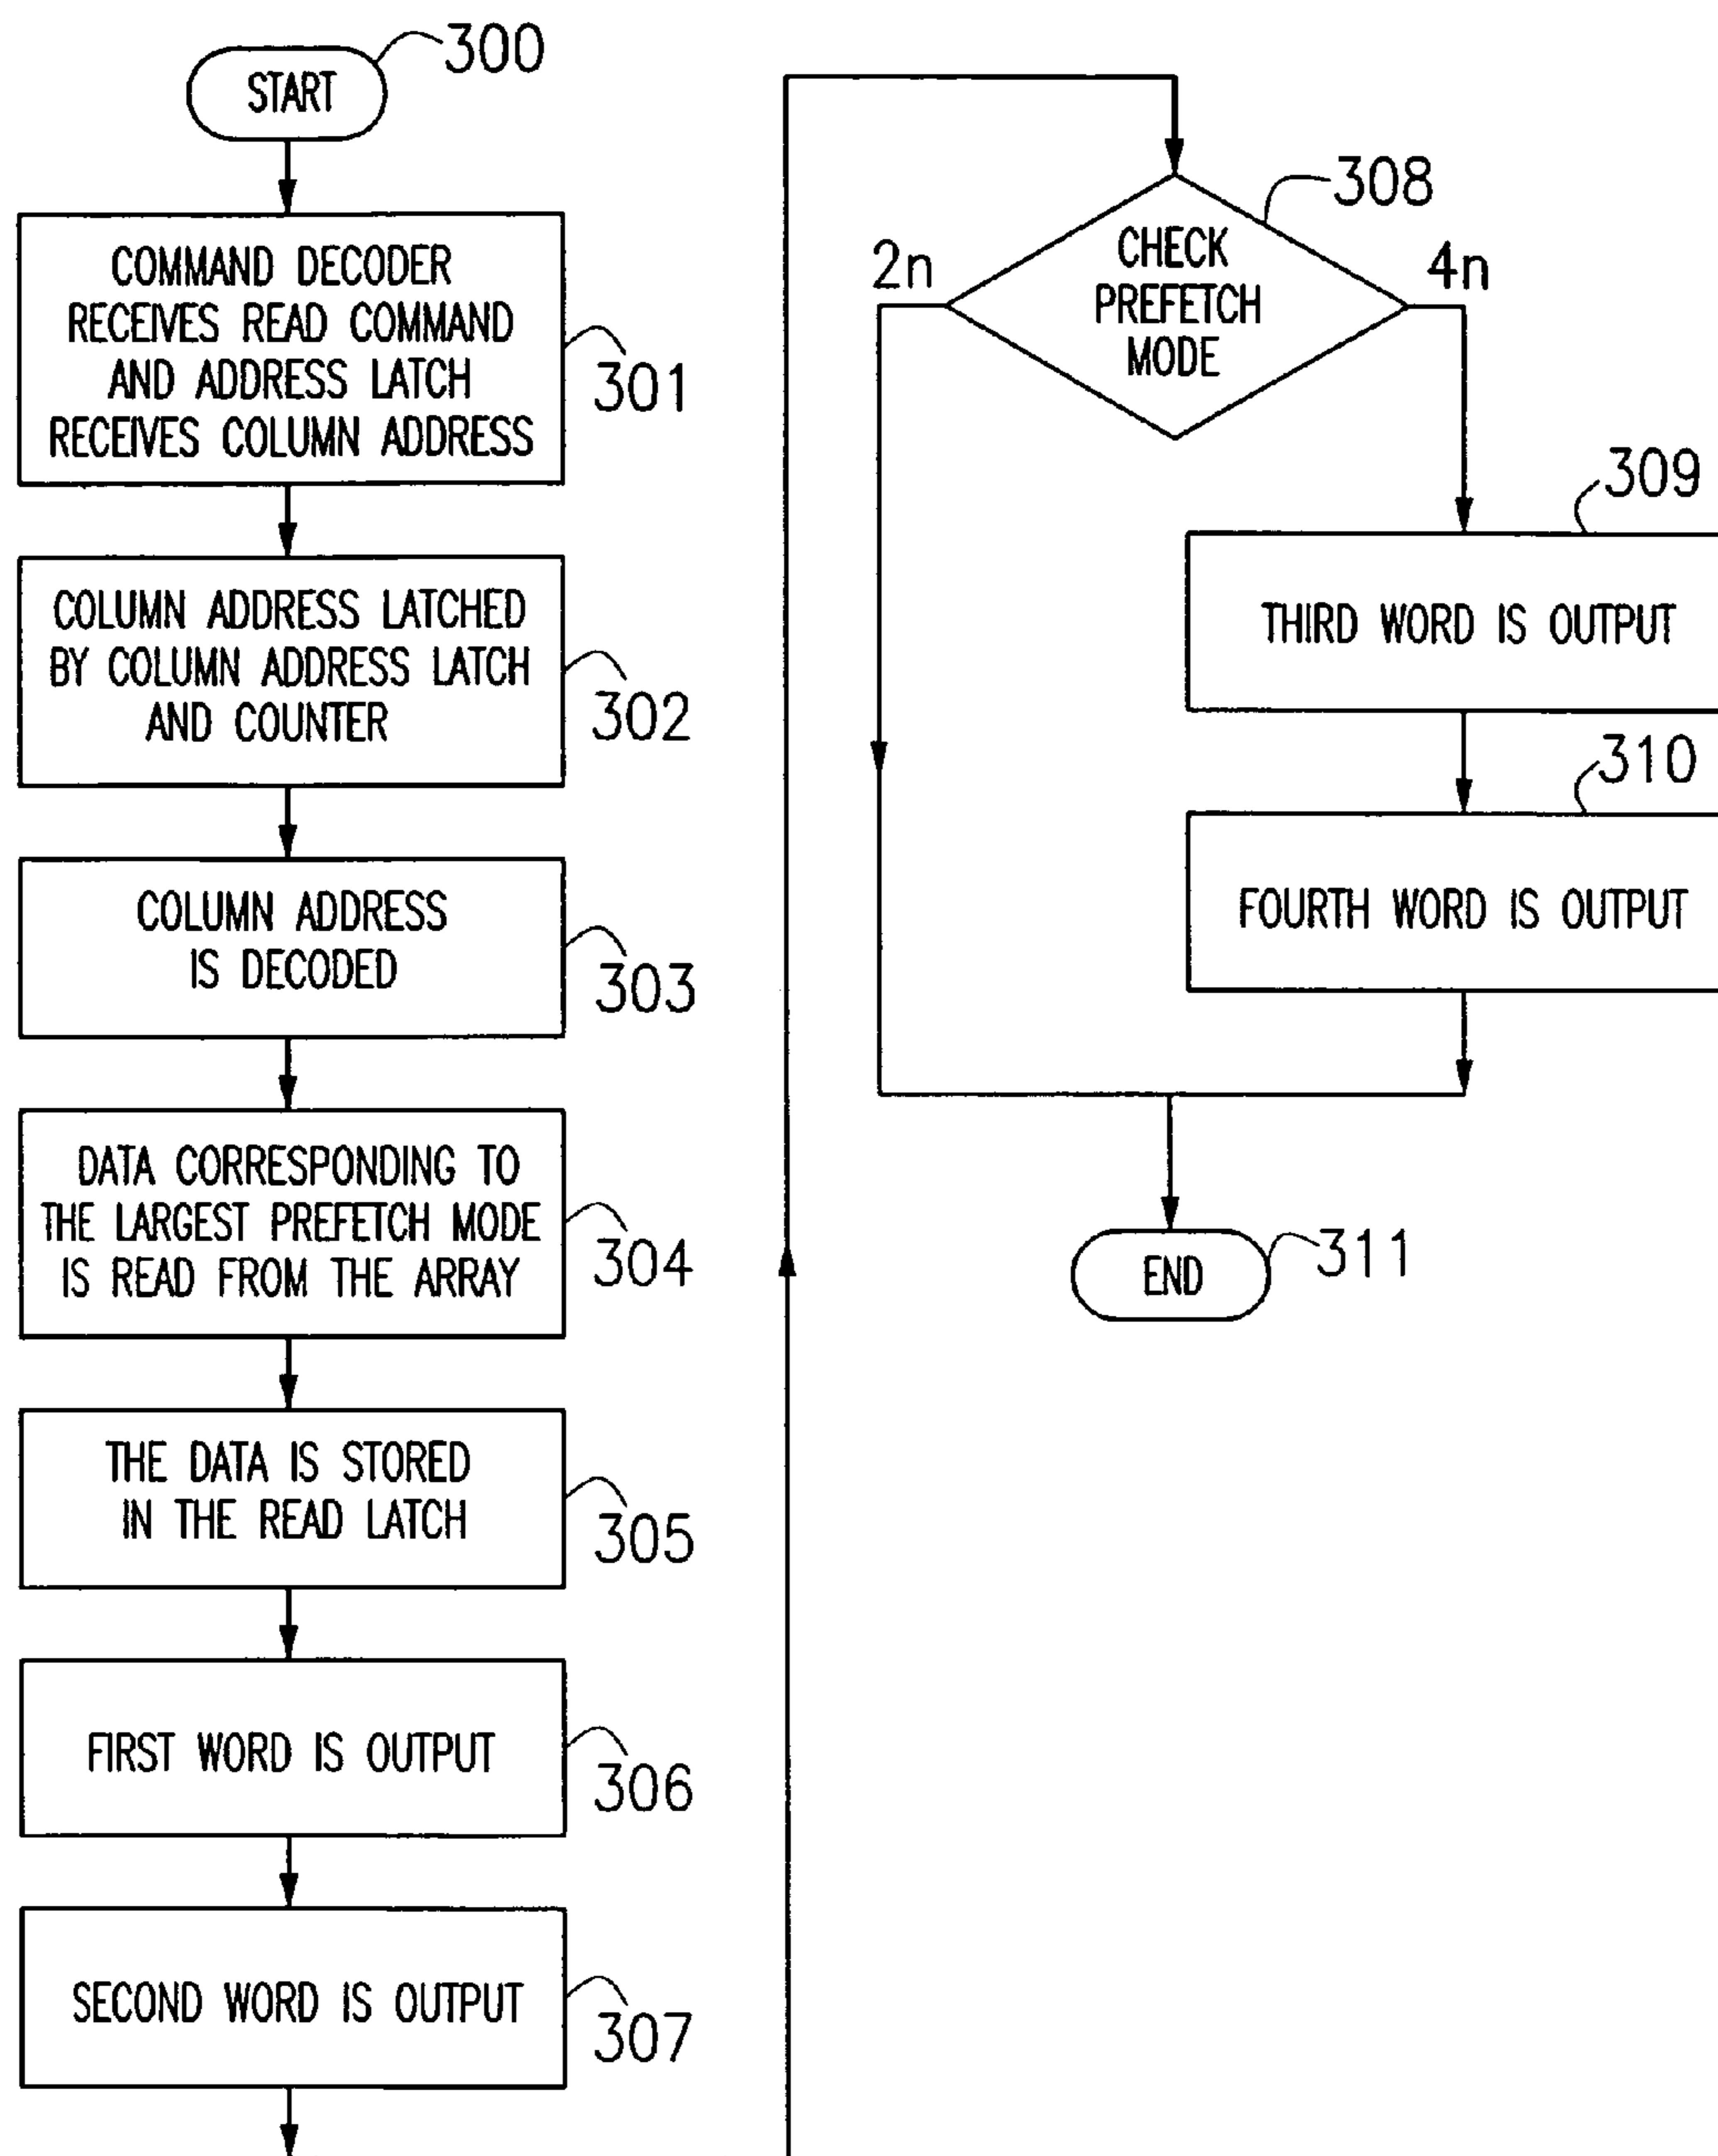 300
START
COMMAND DECODER
RECEIVES READ COMMAND
AND ADDRESS LATCH
RECEIVES COLUMN ADDRESS
301
COLUMN ADDRESS LATCHED
BY COLUMN ADDRESS LATCH
AND COUNTER
302
COLUMN ADDRESS
IS DECODED
303
DATA CORRESPONDING TO
THE LARGEST PREFETCH MODE
IS READ FROM THE ARRAY
304
THE DATA IS STORED
IN THE READ LATCH
305
FIRST WORD IS OUTPUT
306
SECOND WORD IS OUTPUT
307
308
CHECK
PREFETCH
MODE
2n
4n
309
THIRD WORD IS OUTPUT
310
FOURTH WORD IS OUTPUT
311
END